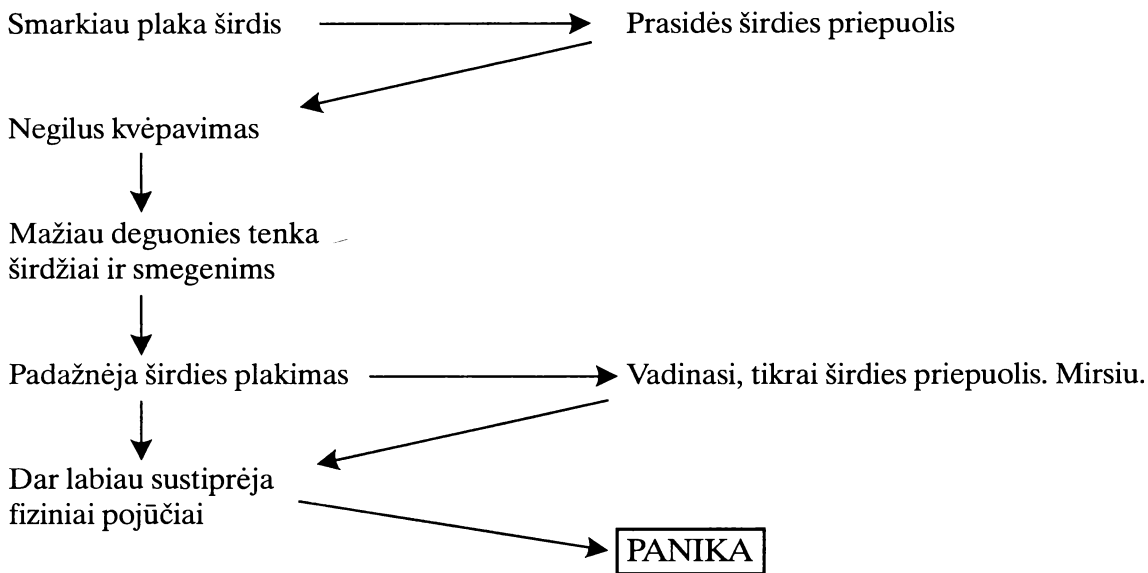 Smarkiau plaka širdis
Prasidės širdies priepuolis
Negilus kvėpavimas
Mažiau deguonies tenka
širdžiai ir smegenims
Padažnėja širdies plakimas
Vadinasi, tikrai širdies priepuolis. Mirsiu.
Dar labiau sustiprėja
fiziniai pojūčiai
PANIKA